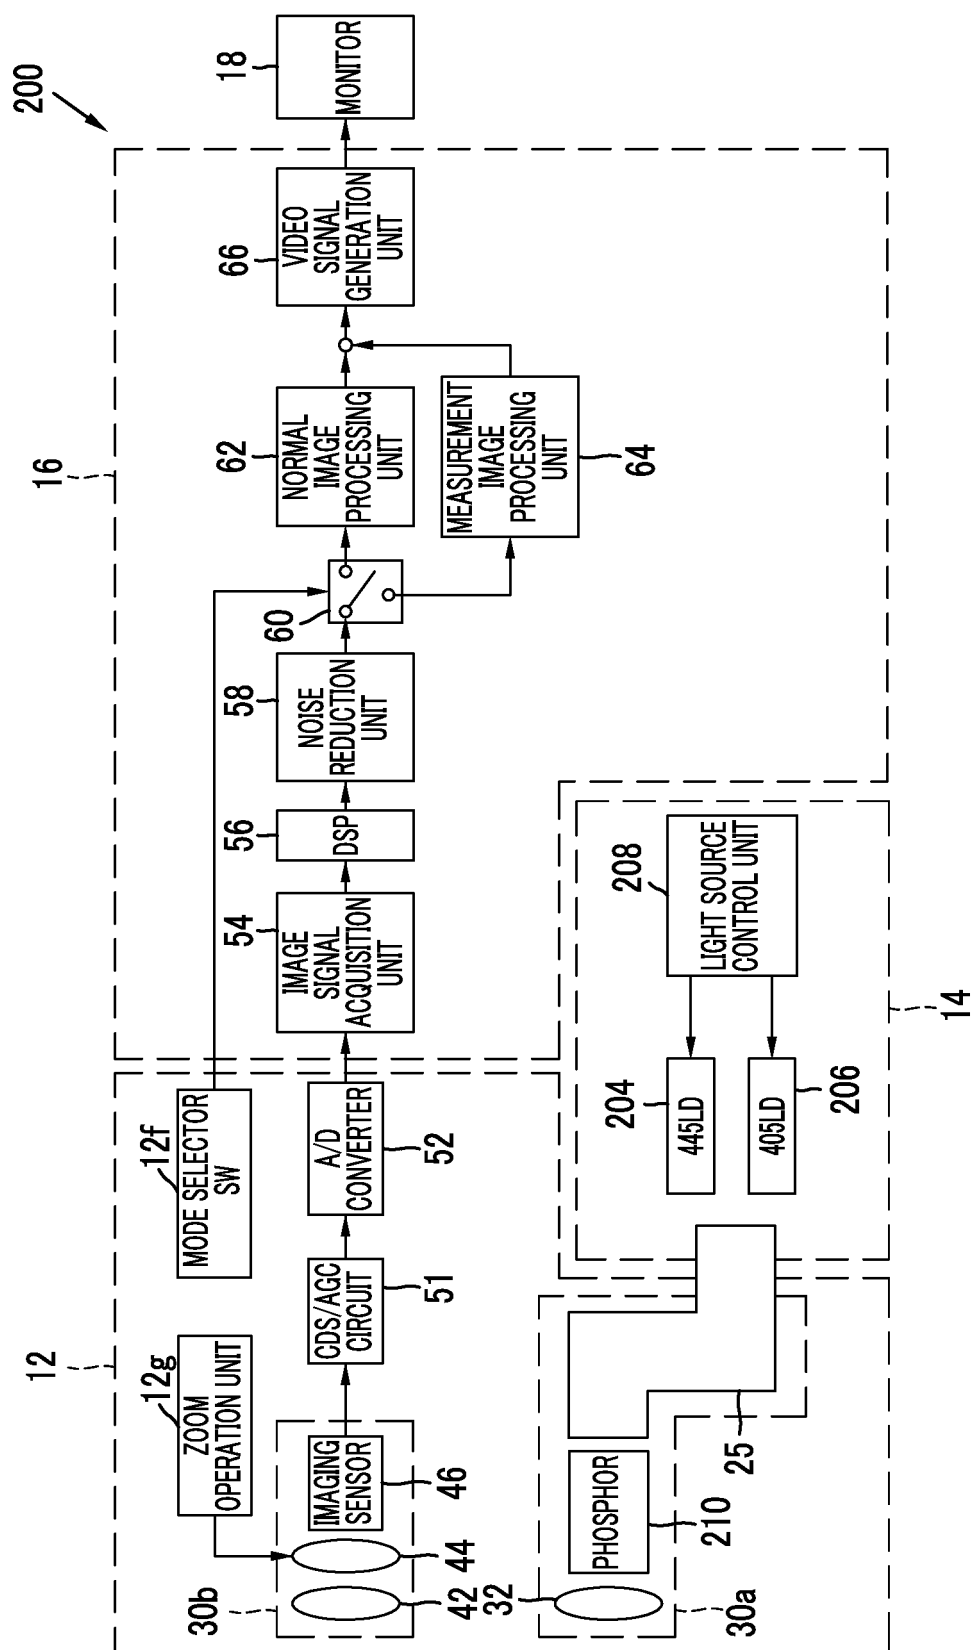 200
12
16
12g
ZOOM
OPERATION UNIT
12f
MODE SELECTOR
SW
30b
42
44
IMAGING
SENSOR
46
CDS/AGC
CIRCUIT
51
A/D
CONVERTER
52
54
IMAGE
SIGNAL
ACQUISITION
UNIT
56
DSP
58
NOISE
REDUCTION
UNIT
60
62
NORMAL
IMAGE
PROCESSING
UNIT
MEASUREMENT
IMAGE
PROCESSING
UNIT
64
66
VIDEO
SIGNAL
GENERATION
UNIT
18
MONITOR
32
30a
PHOSPHOR
210
25
204
445LD
405LD
206
208
LIGHT SOURCE
CONTROL UNIT
14